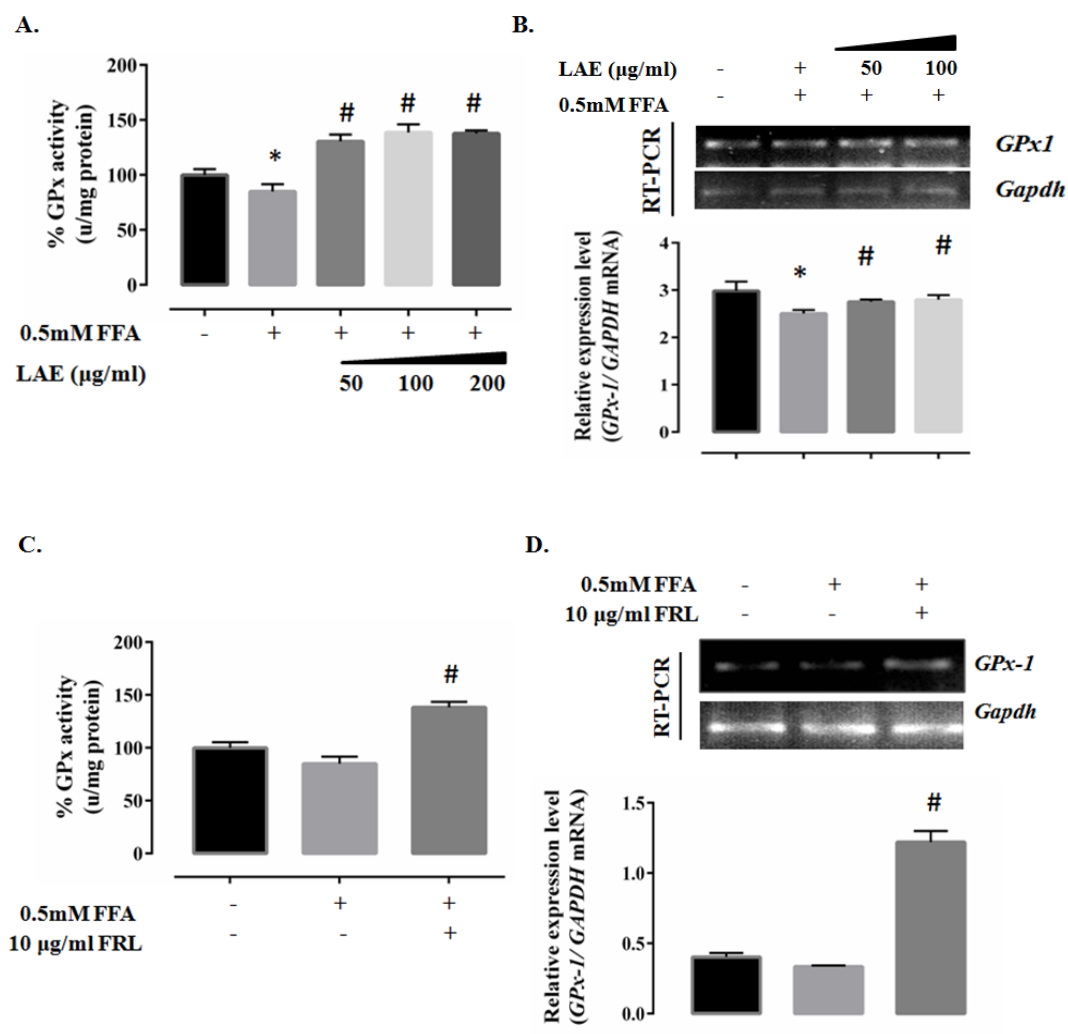 A.
200
150
100
50
0
% GPx activity
(u/mg protein)
* # # #
0.5mM FFA - + + + +
LAE (µg/ml) 50 100 200
B.
LAE (µg/ml) - + 50 100
0.5mM FFA - + + +
RT-PCR
GPx1
Gapdh
Relative expression level
(GPx-1/ GAPDH mRNA)
4
3
2
1
0
* # #
C.
200
150
100
50
0
% GPx activity
(u/mg protein)
#
0.5mM FFA - + +
10 µg/ml FRL - - +
D.
0.5mM FFA - + +
10 µg/ml FRL - - +
RT-PCR
GPx-1
Gapdh
Relative expression level
(GPx-1/ GAPDH mRNA)
1.5
1.0
0.5
0.0
#